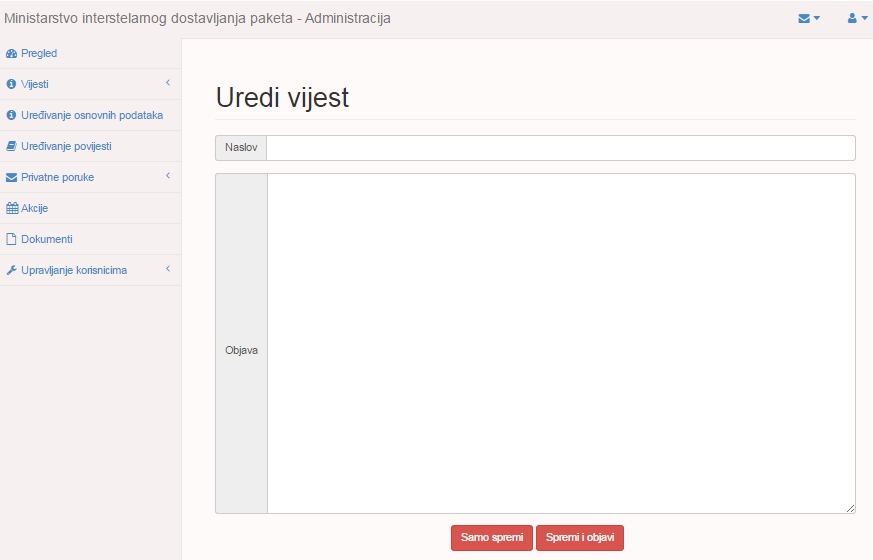 Ministarstvo interstelarnog dostavljanja paketa - Administracija
Pregled
Vijesti
Uređivanje osnovnih podataka
Uređivanje povijesti
Privatne poruke
Akcije
Dokumenti
Upravljanje korisnicima
Uredi vijest
Naslov
Objava
Samo spremi
Spremi i objavi